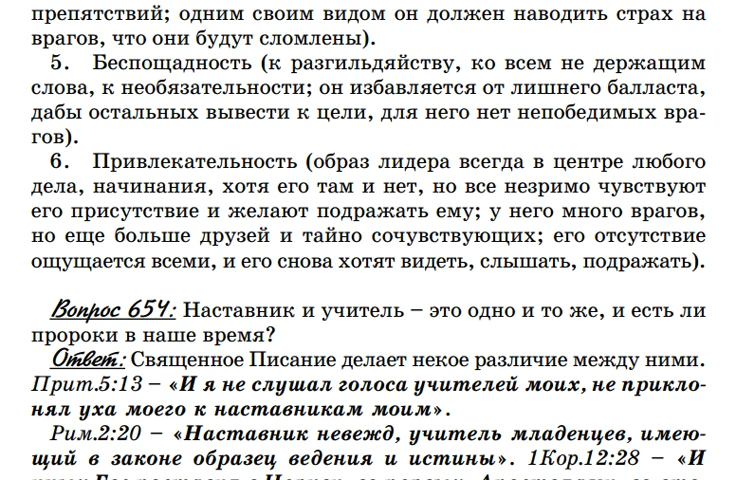 препятствий; одним своим видом он должен наводить страх на
врагов, что они будут сломлены).
5. Беспощадность (к разгильдяйству, ко всем не держащим
слова, к необязательности; он избавляется от лишнего балласта,
дабы остальных вывести к цели, для него нет непобедимых вра-
гов).
6. Привлекательность (образ лидера всегда в центре любого
дела, начинания, хотя его там и нет, но все незримо чувствуют
его присутствие и желают подражать ему; у него много врагов,
но еще больше друзей и тайно сочувствующих; его отсутствие
ощущается всеми, и его снова хотят видеть, слышать, подражать).
Вопрос 654: Наставник и учитель – это одно и то же, и есть ли
пророки в наше время?
Ответ: Священное Писание делает некое различие между ними.
Прит.5:13 – «И я не слушал голоса учителей моих, не прикло-
нял уха моего к наставникам моим».
Рим.2:20 – «Наставник невежд, учитель младенцев, имею-
щий в законе образец ведения и истины». 1Кор.12:28 – «И